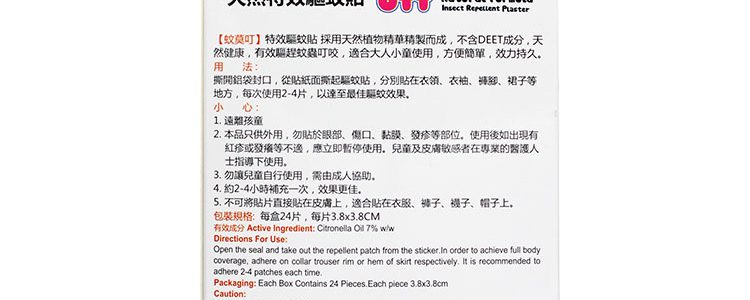 天然特效驅蚊貼 OFF Natural Formula
Insect Repellent Plaster
【蚊莫叮】特效驅蚊貼 採用天然植物精華精製而成，不含DEET成分，天
然健康，有效驅趕蚊蟲叮咬，適合大人小童使用，方便簡單，效力持久。
用 法：
撕開鋁袋封口，從貼紙面撕起驅蚊貼，分別貼在衣領、衣袖、褲腳、裙子等
地方，每次使用2-4片，以達至最佳驅蚊效果。
小 心：
1. 遠離孩童
2. 本品只供外用，勿貼於眼部、傷口、黏膜、發疹等部位。使用後如出現有
紅疹或發癢等不適，應立即暫停使用。兒童及皮膚敏感者在專業的醫護人
士指導下使用。
3. 勿讓兒童自行使用，需由成人協助。
4. 約2-4小時補充一次，效果更佳。
5. 不可將貼片直接貼在皮膚上，適合貼在衣服、褲子、襪子、帽子上。
包裝規格: 每盒24片，每片3.8x3.8CM
有效成分 Active Ingredient: Citronella Oil 7% w/w
Directions For Use:
Open the seal and take out the repellent patch from the sticker.In order to achieve full body
coverage, adhere on collar trouser rim or hem of skirt respectively. It is recommended to
adhere 2-4 patches each time.
Packaging: Each Box Contains 24 Pieces.Each piece 3.8x3.8cm
Caution: